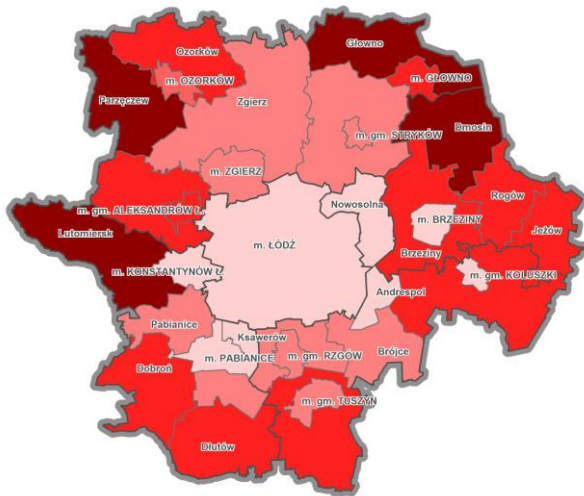 Ozorków
Głowno
m. OZORKÓW
m. GŁOWNO
Parzęczew
Zgierz
Dmosin
m. gm. STRYKÓW
m. ZGIERZ
Rogów
m. gm. ALEKSANDRÓW Ł.
Nowosolna
m. BRZEZINY
Lutomiersk
Jeżów
m. ŁÓDŹ
Brzeziny
m. KONSTANTYNÓW Ł.
m. gm. KOLUSZKI
Andrespol
Pabianice
Ksawerów
m. PABIANICE
m. gm. RZGÓW
Brójce
Dobroń
m. gm. TUSZYN
Dłutów